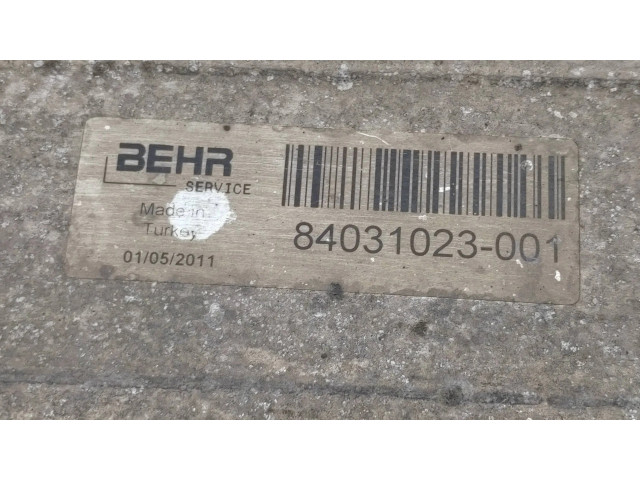 BEHR
SERVICE
Made in
Turkey
01/05/2011
84031023-001